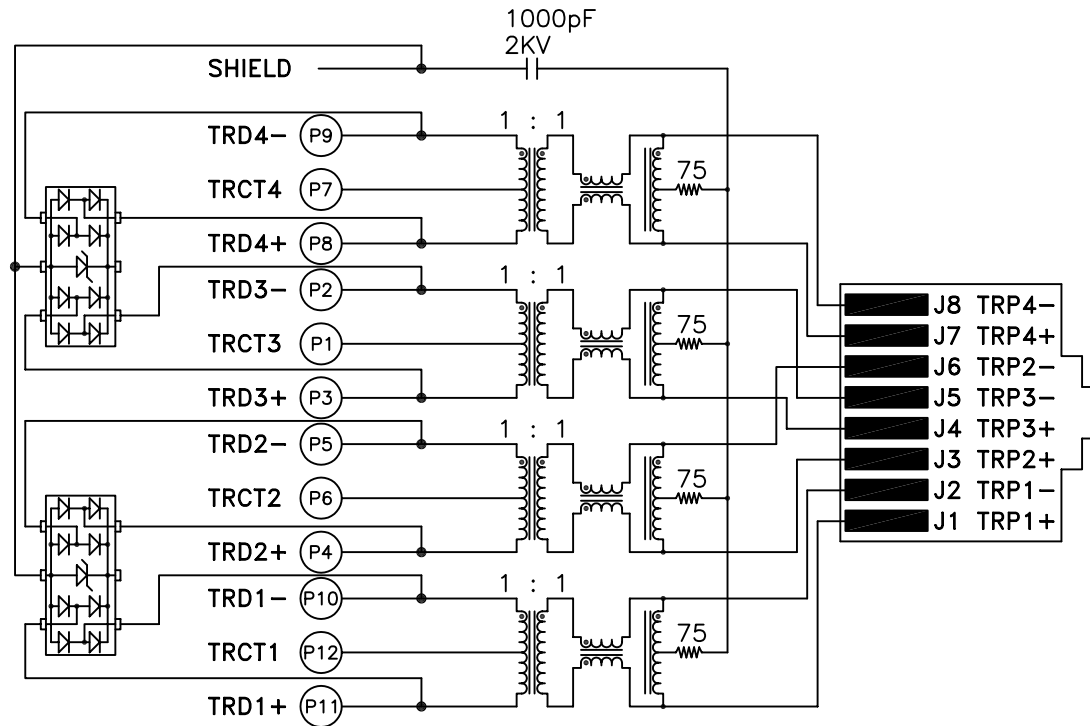 1000pF
2KV
SHIELD
1 : 1
TRD4- P9
75
TRCT4 P7
TRD4+ P8
1 : 1
TRD3- P2
J8 TRP4-
75
J7 TRP4+
TRCT3 P1
J6 TRP2-
J5 TRP3-
TRD3+ P3
J4 TRP3+
1 : 1
TRD2- P5
J3 TRP2+
75
J2 TRP1-
TRCT2 P6
J1 TRP1+
TRD2+ P4
1 : 1
TRD1- P10
75
TRCT1 P12
TRD1+ P11